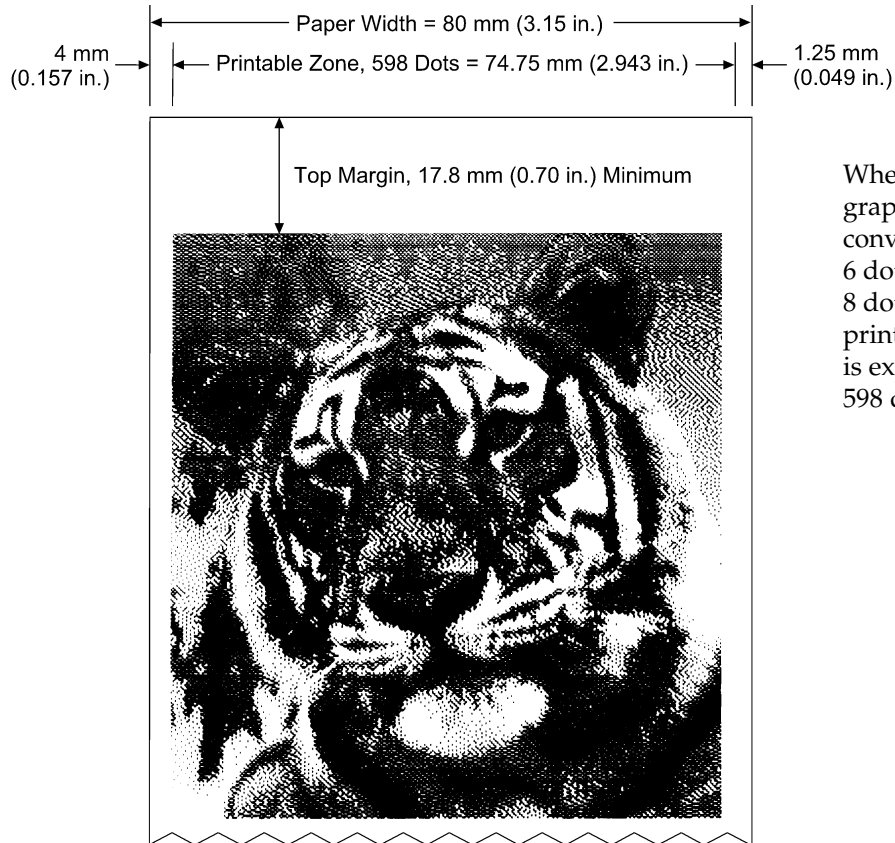 Paper Width = 80 mm (3.15 in.)
4 mm
(0.157 in.)
Printable Zone, 598 Dots = 74.75 mm (2.943 in.)
1.25 mm
(0.049 in.)
Top Margin, 17.8 mm (0.70 in.) Minimum
Whe
grap
conv
6 do
8 do
print
is ex
598 d